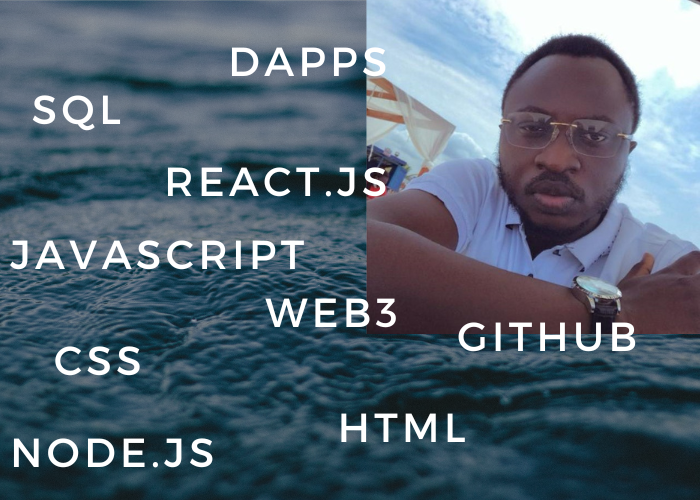 DAPPS
SQL
REACT.JS
JAVASCRIPT
WEB3
GITHUB
CSS
HTML
NODE.JS